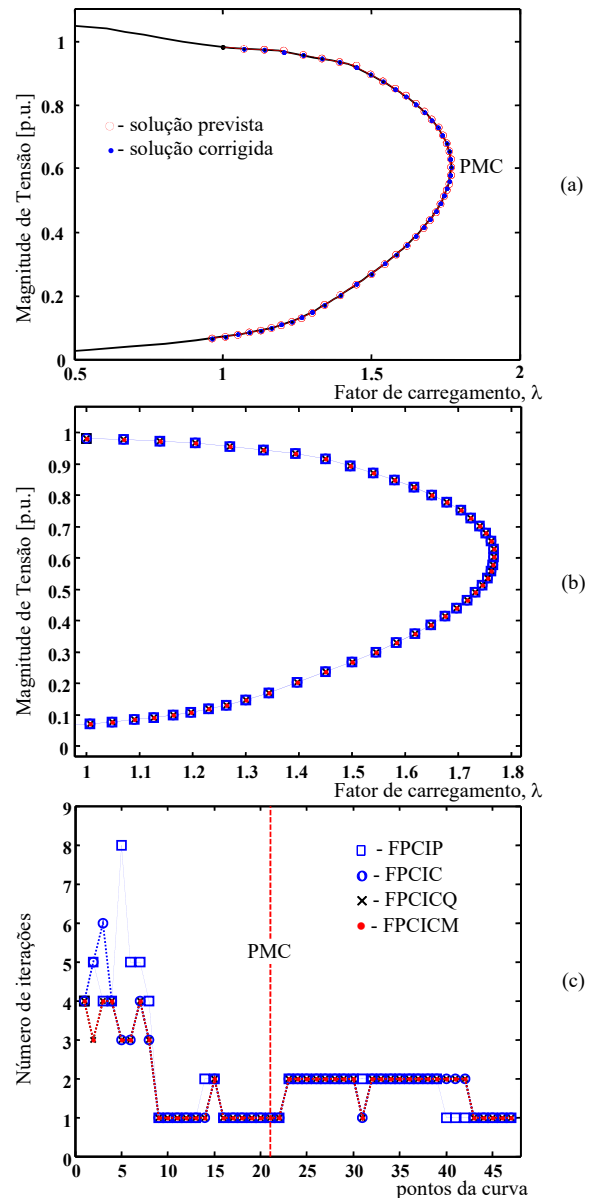 1
0.8
0.6
0.4
0.2
0
Magnitude de Tensão [p.u.]
- solução prevista
- solução corrigida
PMC
(a)
0.5
1
1.5
2
Fator de carregamento, λ
1
0.9
0.8
0.7
0.6
0.5
0.4
0.3
0.2
0.1
0
Magnitude de Tensão [p.u.]
(b)
1
1.1
1.2
1.3
1.4
1.5
1.6
1.7
1.8
Fator de carregamento, λ
9
8
7
6
5
4
3
2
1
0
Número de iterações
- FPCIP
- FPCIC
- FPCICQ
- FPCICM
PMC
(c)
0
5
10
15
20
25
30
35
40
45
pontos da curva